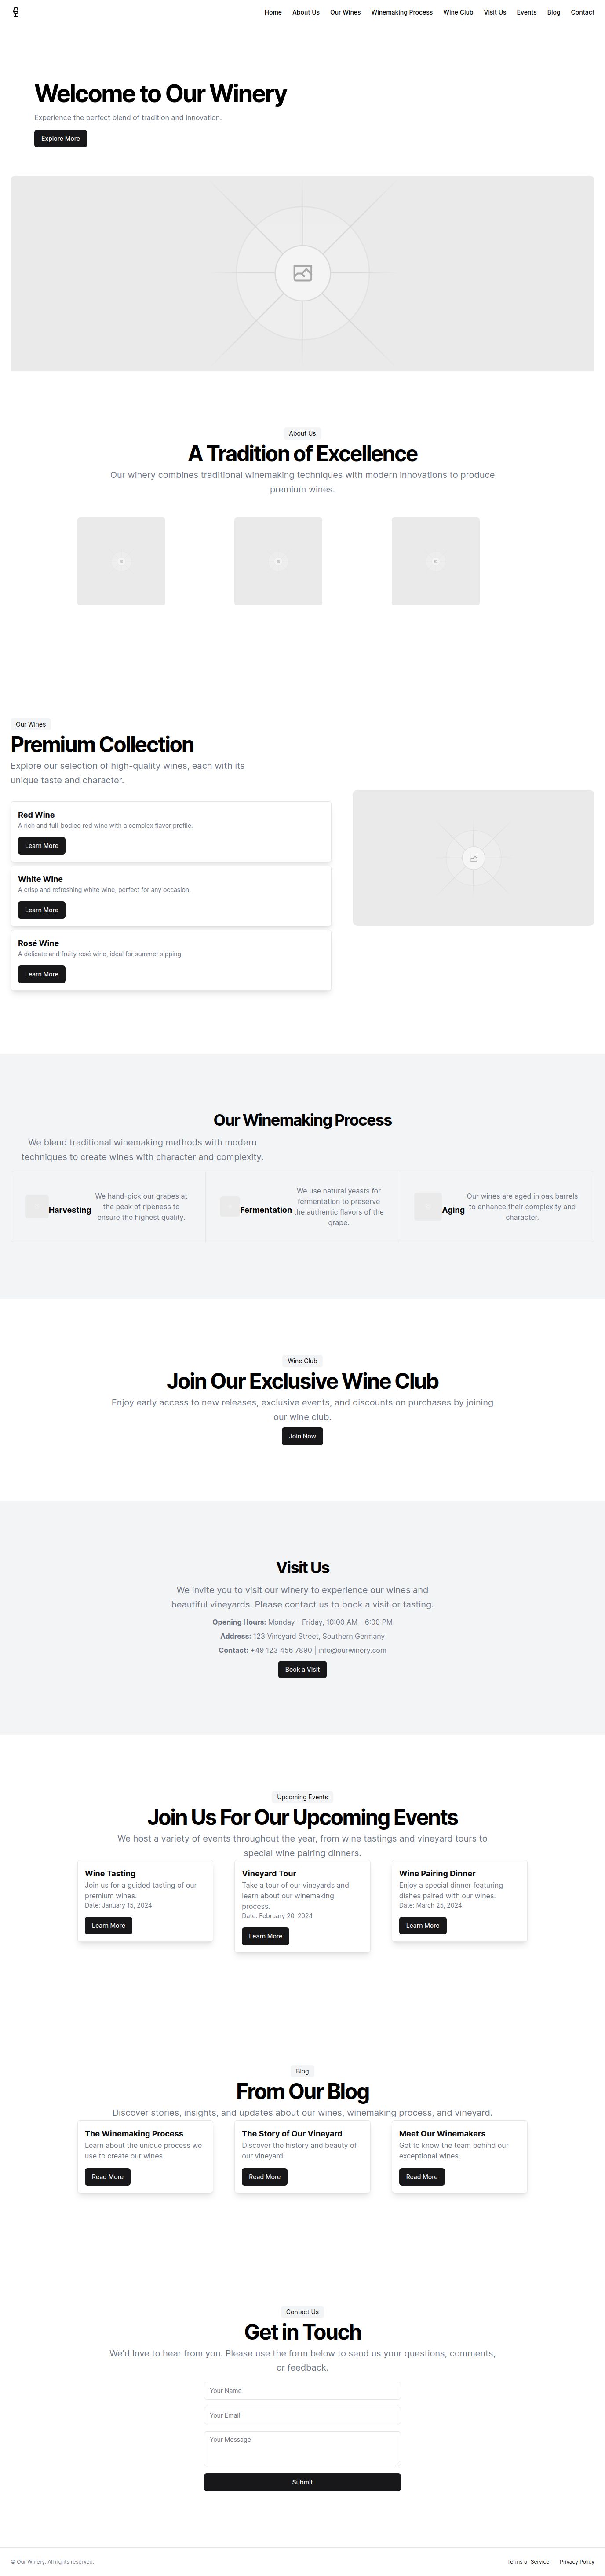 Home About Us Our Wines Winemaking Process Wine Club Visit Us Events Blog Contact
Welcome to Our Winery
Experience the perfect blend of tradition and innovation.
Explore More
About Us
A Tradition of Excellence
Our winery combines traditional winemaking techniques with modern innovations to produce
premium wines.
Our Wines
Premium Collection
Explore our selection of high-quality wines, each with its
unique taste and character.
Red Wine
A rich and full-bodied red wine with a complex flavor profile.
Learn More
White Wine
A crisp and refreshing white wine, perfect for any occasion.
Learn More
Rosé Wine
A delicate and fruity rosé wine, ideal for summer sipping.
Learn More
Our Winemaking Process
We blend traditional winemaking methods with modern
techniques to create wines with character and complexity.
Harvesting
We hand-pick our grapes at
the peak of ripeness to
ensure the highest quality.
Fermentation
We use natural yeasts for
fermentation to preserve
the authentic flavors of the
grape.
Aging
Our wines are aged in oak barrels
to enhance their complexity and
character.
Wine Club
Join Our Exclusive Wine Club
Enjoy early access to new releases, exclusive events, and discounts on purchases by joining
our wine club.
Join Now
Visit Us
We invite you to visit our winery to experience our wines and
beautiful vineyards. Please contact us to book a visit or tasting.
Opening Hours: Monday - Friday, 10:00 AM - 6:00 PM
Address: 123 Vineyard Street, Southern Germany
Contact: +49 123 456 7890 | info@ourwinery.com
Book a Visit
Upcoming Events
Join Us For Our Upcoming Events
We host a variety of events throughout the year, from wine tastings and vineyard tours to
special wine pairing dinners.
Wine Tasting
Join us for a guided tasting of our
premium wines.
Date: January 15, 2024
Learn More
Vineyard Tour
Take a tour of our vineyards and
learn about our winemaking
process.
Date: February 20, 2024
Learn More
Wine Pairing Dinner
Enjoy a special dinner featuring
dishes paired with our wines.
Date: March 25, 2024
Learn More
Blog
From Our Blog
Discover stories, insights, and updates about our wines, winemaking process, and vineyard.
The Winemaking Process
Learn about the unique process we
use to create our wines.
Read More
The Story of Our Vineyard
Discover the history and beauty of
our vineyard.
Read More
Meet Our Winemakers
Get to know the team behind our
exceptional wines.
Read More
Contact Us
Get in Touch
We'd love to hear from you. Please use the form below to send us your questions, comments,
or feedback.
Your Name
Your Email
Your Message
Submit
© Our Winery. All rights reserved.
Terms of Service Privacy Policy